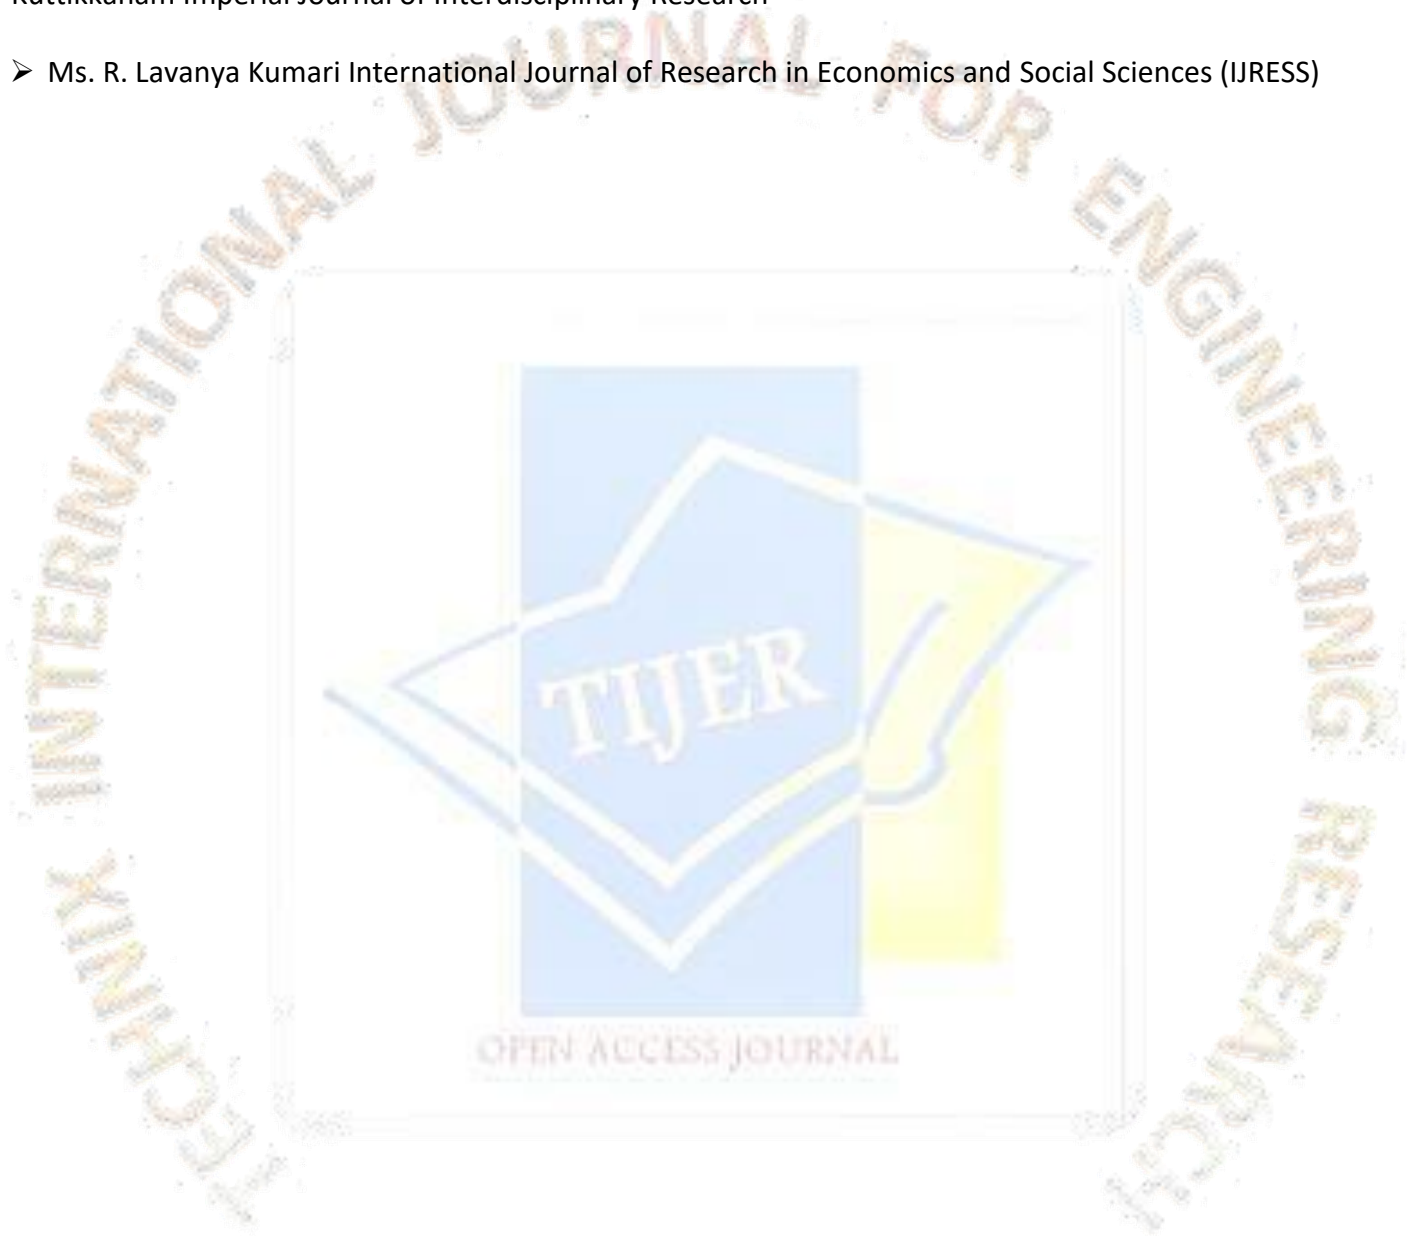 Kuttikkanam Imperial Journal of Interdisciplinary Research
➢ Ms. R. Lavanya Kumari International Journal of Research in Economics and Social Sciences (IJRESS)
TECHNIX INTERNATIONAL JOURNAL FOR ENGINEERING RESEARCH
TIJER
OPEN ACCESS JOURNAL